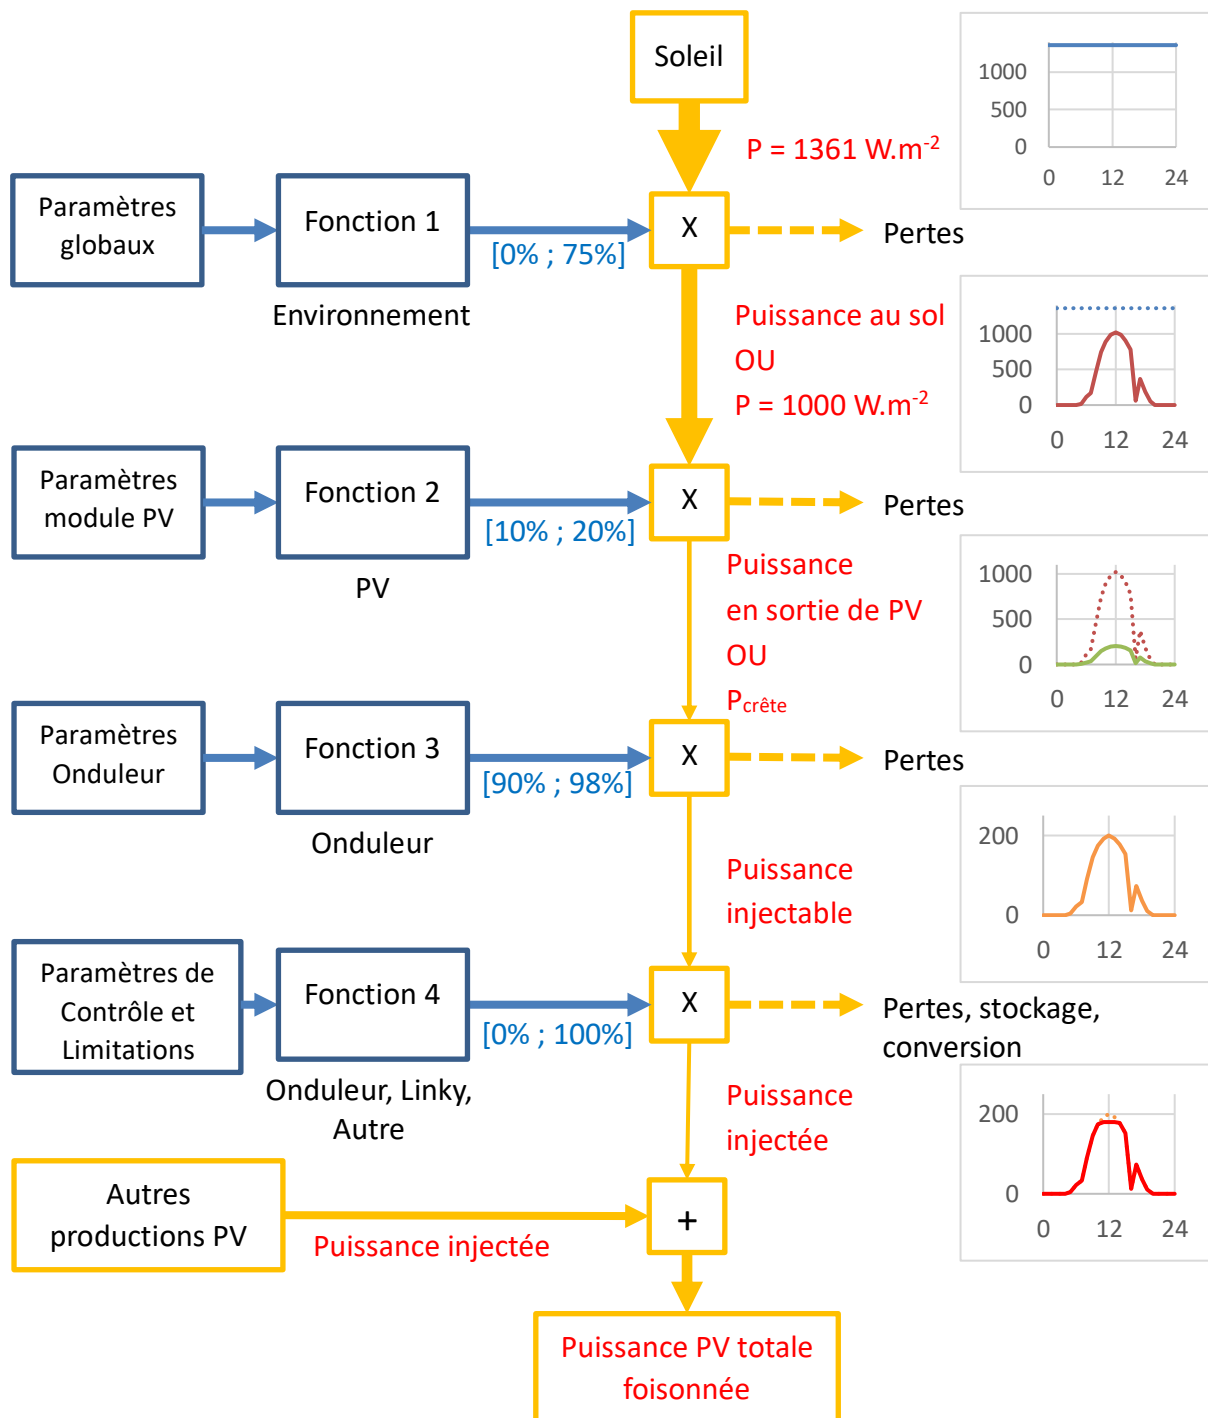 Soleil
P = 1361 W.m-2
1000
500
0
0 12 24
Paramètres
globaux
Fonction 1
[0% ; 75%]
X
Pertes
Environnement
Puissance au sol
OU
P = 1000 W.m-2
1000
500
0
0 12 24
Paramètres
module PV
Fonction 2
[10% ; 20%]
X
Pertes
PV
Puissance
en sortie de PV
OU
Pcrête
1000
500
0
0 12 24
Paramètres
Onduleur
Fonction 3
[90% ; 98%]
X
Pertes
Onduleur
Puissance
injectable
200
0
0 12 24
Paramètres de
Contrôle et
Limitations
Fonction 4
[0% ; 100%]
X
Pertes, stockage,
conversion
Onduleur, Linky,
Autre
Puissance
injectée
200
0
0 12 24
Autres
productions PV
Puissance injectée
+
Puissance PV totale
foisonnée